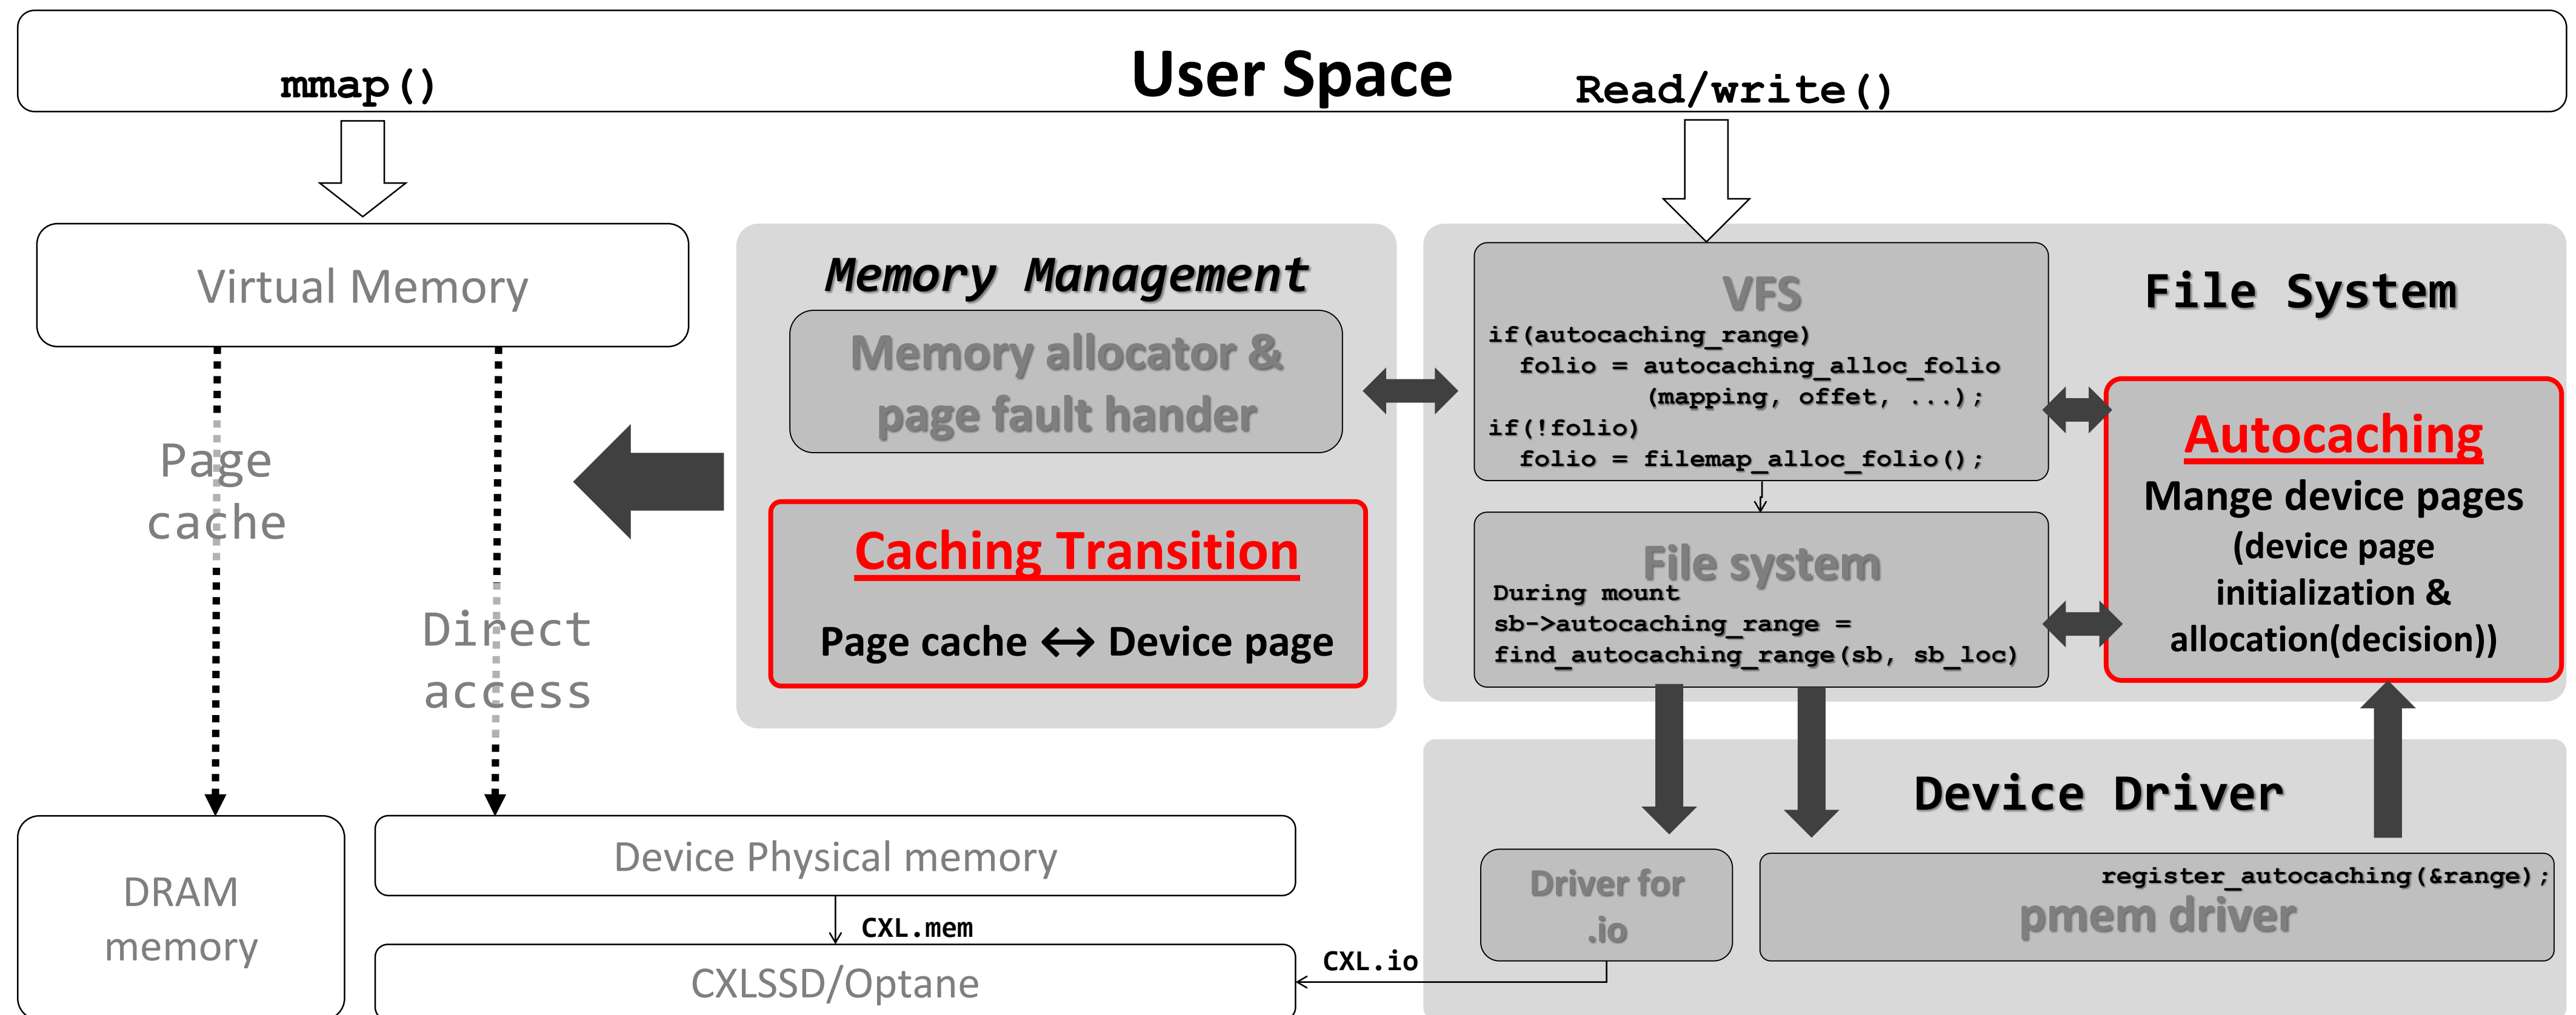 User Space
mmap()
Read/write()
Virtual Memory
Page
cache
Direct
access
Memory Management
Memory allocator &
page fault hander
Caching Transition
Page cache ↔ Device page
File System
VFS
if(autocaching_range)
folio = autocaching_alloc_folio
(mapping, offet, ...);
if(!folio)
folio = filemap_alloc_folio();
File system
During mount
sb->autocaching_range =
find_autocaching_range(sb, sb_loc)
Autocaching
Mange device pages
(device page
initialization &
allocation(decision))
Device Driver
Driver for
.io
register_autocaching(&range);
pmem driver
DRAM
memory
Device Physical memory
CXL.mem
CXLSSD/Optane
CXL.io